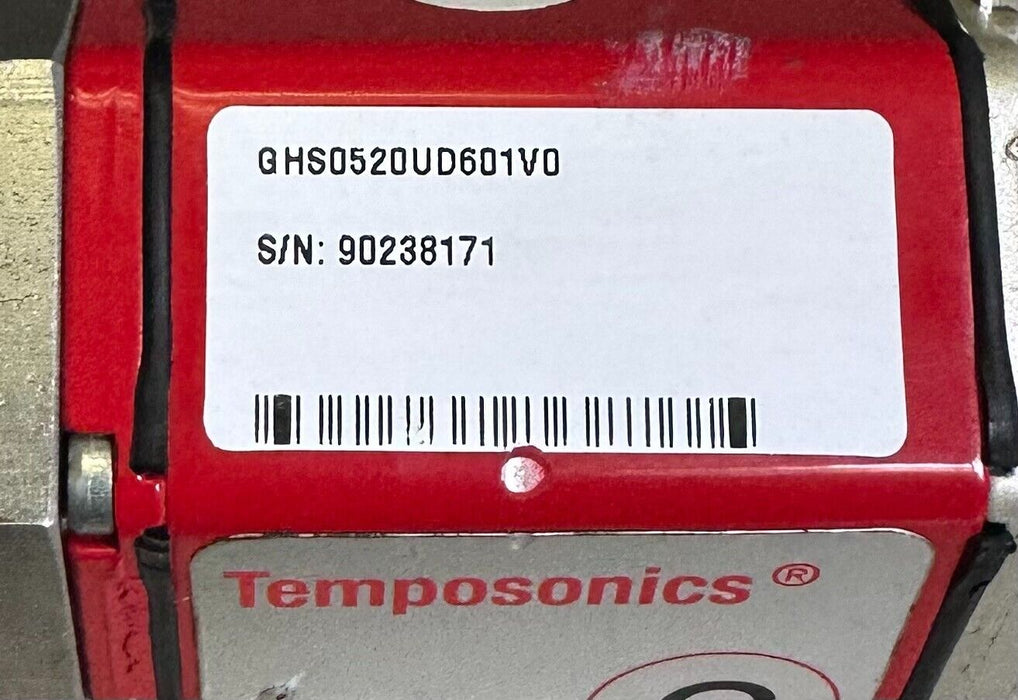 GHS0520UD601V0
S/N: 90238171
Temposonics ®